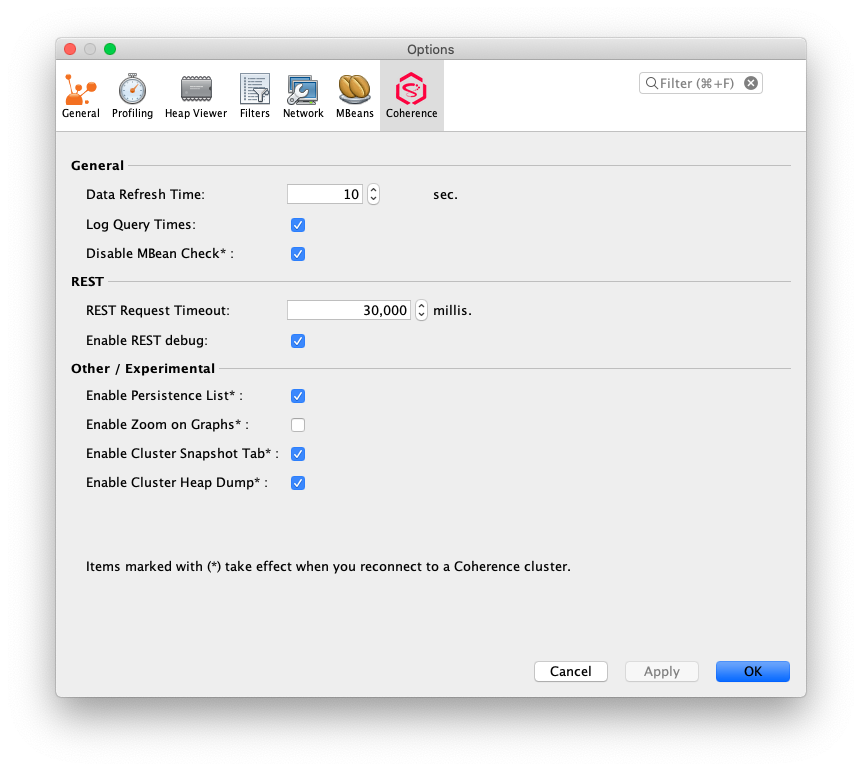 Options
General
Profiling
Heap Viewer
Filters
Network
MBeans
Coherence
Filter (⌘+F)
General
Data Refresh Time: 10 sec.
Log Query Times:
Disable MBean Check* :
REST
REST Request Timeout: 30,000 millis.
Enable REST debug:
Other / Experimental
Enable Persistence List* :
Enable Zoom on Graphs* :
Enable Cluster Snapshot Tab* :
Enable Cluster Heap Dump* :
Items marked with (*) take effect when you reconnect to a Coherence cluster.
Cancel
Apply
OK